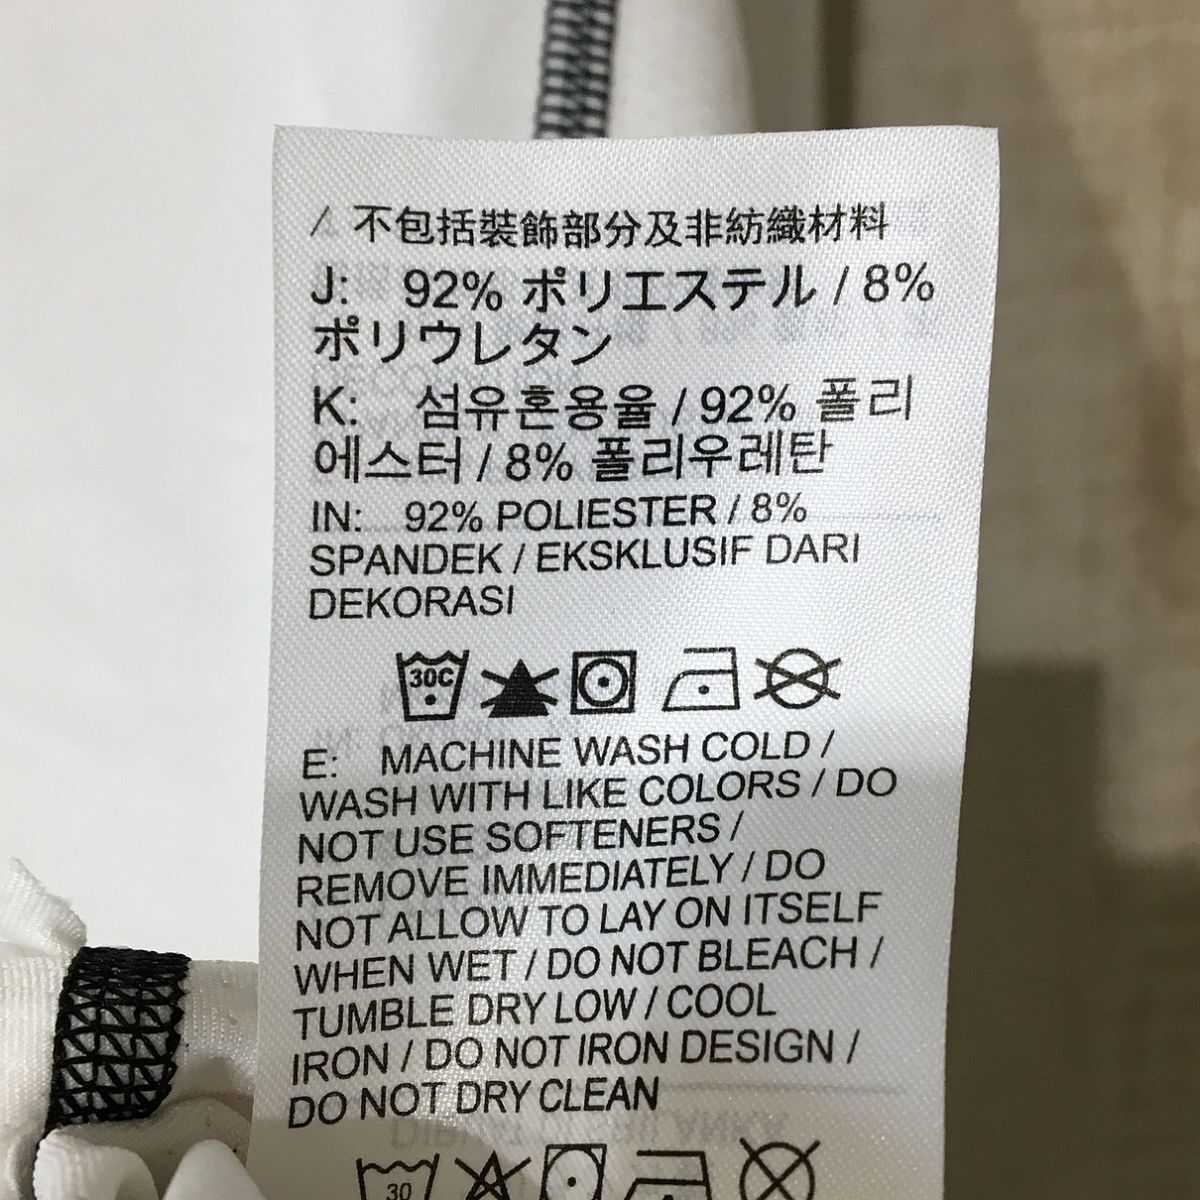 / 不包括裝飾部分及非紡織材料
J: 92% ポリエステル / 8%
ポリウレタン
K: 섬유혼용율 / 92% 폴리
에스터 / 8% 폴리우레탄
IN: 92% POLIESTER / 8%
SPANDEK / EKSKLUSIF DARI
DEKORASI
30C
E: MACHINE WASH COLD /
WASH WITH LIKE COLORS / DO
NOT USE SOFTENERS /
REMOVE IMMEDIATELY / DO
NOT ALLOW TO LAY ON ITSELF
WHEN WET / DO NOT BLEACH /
TUMBLE DRY LOW / COOL
IRON / DO NOT IRON DESIGN /
DO NOT DRY CLEAN
30